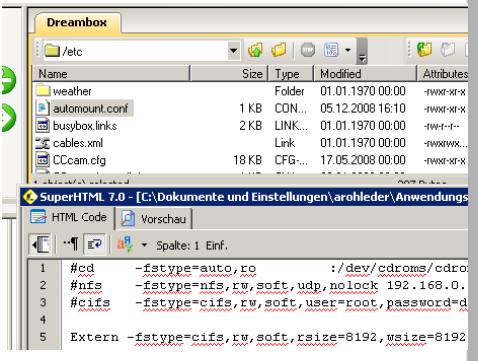 Dreambox
/etc
Name Size Type Modified Attributes
weather Folder 01.01.1970 00:00 -rwxr-xr-x
automount.conf 1 KB CON... 05.12.2008 16:10 -rwxr-xr-x
busybox.links 2 KB LINK... 01.01.1970 00:00 -rw-r--r--
cables.xml Link 01.01.1970 00:00 -rwxrwx...
CCcam.cfg 18 KB CFG-... 17.05.2008 00:00 -rwxr-xr-x
SuperHTML 7.0 - [C:\Dokumente und Einstellungen\arohleder\Anwendungs
HTML Code Vorschau
Spalte: 1 Einf.
1 #cd -fstype=auto,ro :/dev/cdroms/cdro
2 #nfs -fstype=nfs,rw,soft,udp,nolock 192.168.0.
3 #cifs -fstype=cifs,rw,soft,user=root,password=d
4
5 Extern -fstype=cifs,rw,soft,rsize=8192,wsize=8192